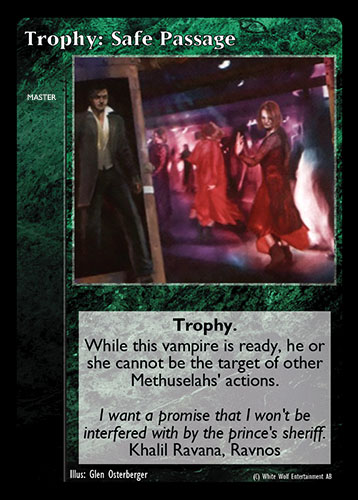 Trophy: Safe Passage
MASTER
Trophy.
While this vampire is ready, he or
she cannot be the target of other
Methuselahs' actions.
I want a promise that I won't be
interfered with by the prince's sheriff.
Khalil Ravana, Ravnos
Illus: Glen Osterberger
(C) White Wolf Entertainment AB